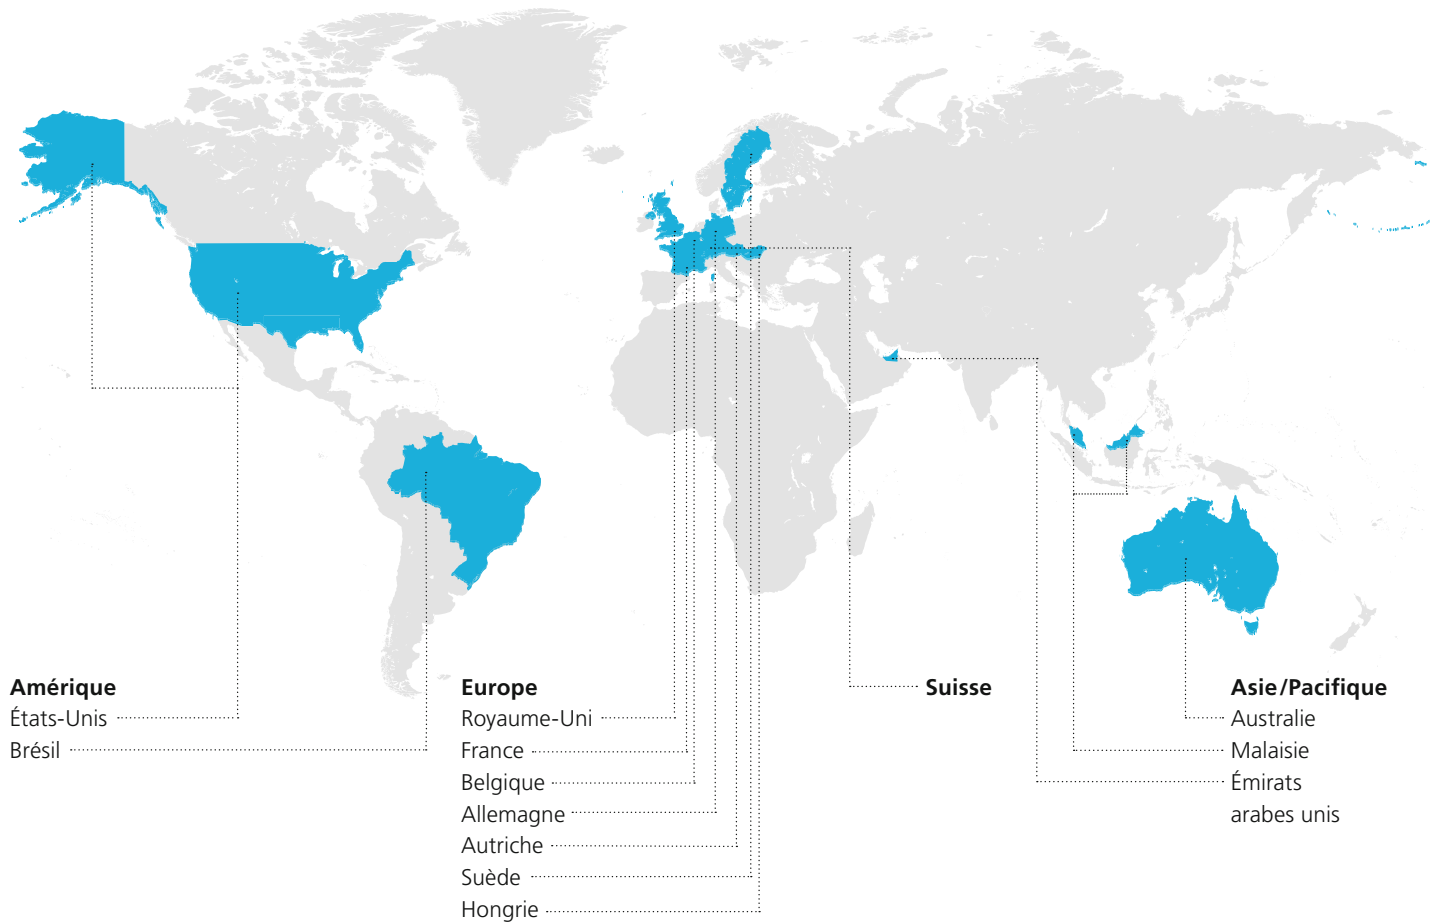 Amérique
États-Unis
Brésil
Europe
Royaume-Uni
France
Belgique
Allemagne
Autriche
Suède
Hongrie
Suisse
Asie/Pacifique
Australie
Malaisie
Émirats
arabes unis